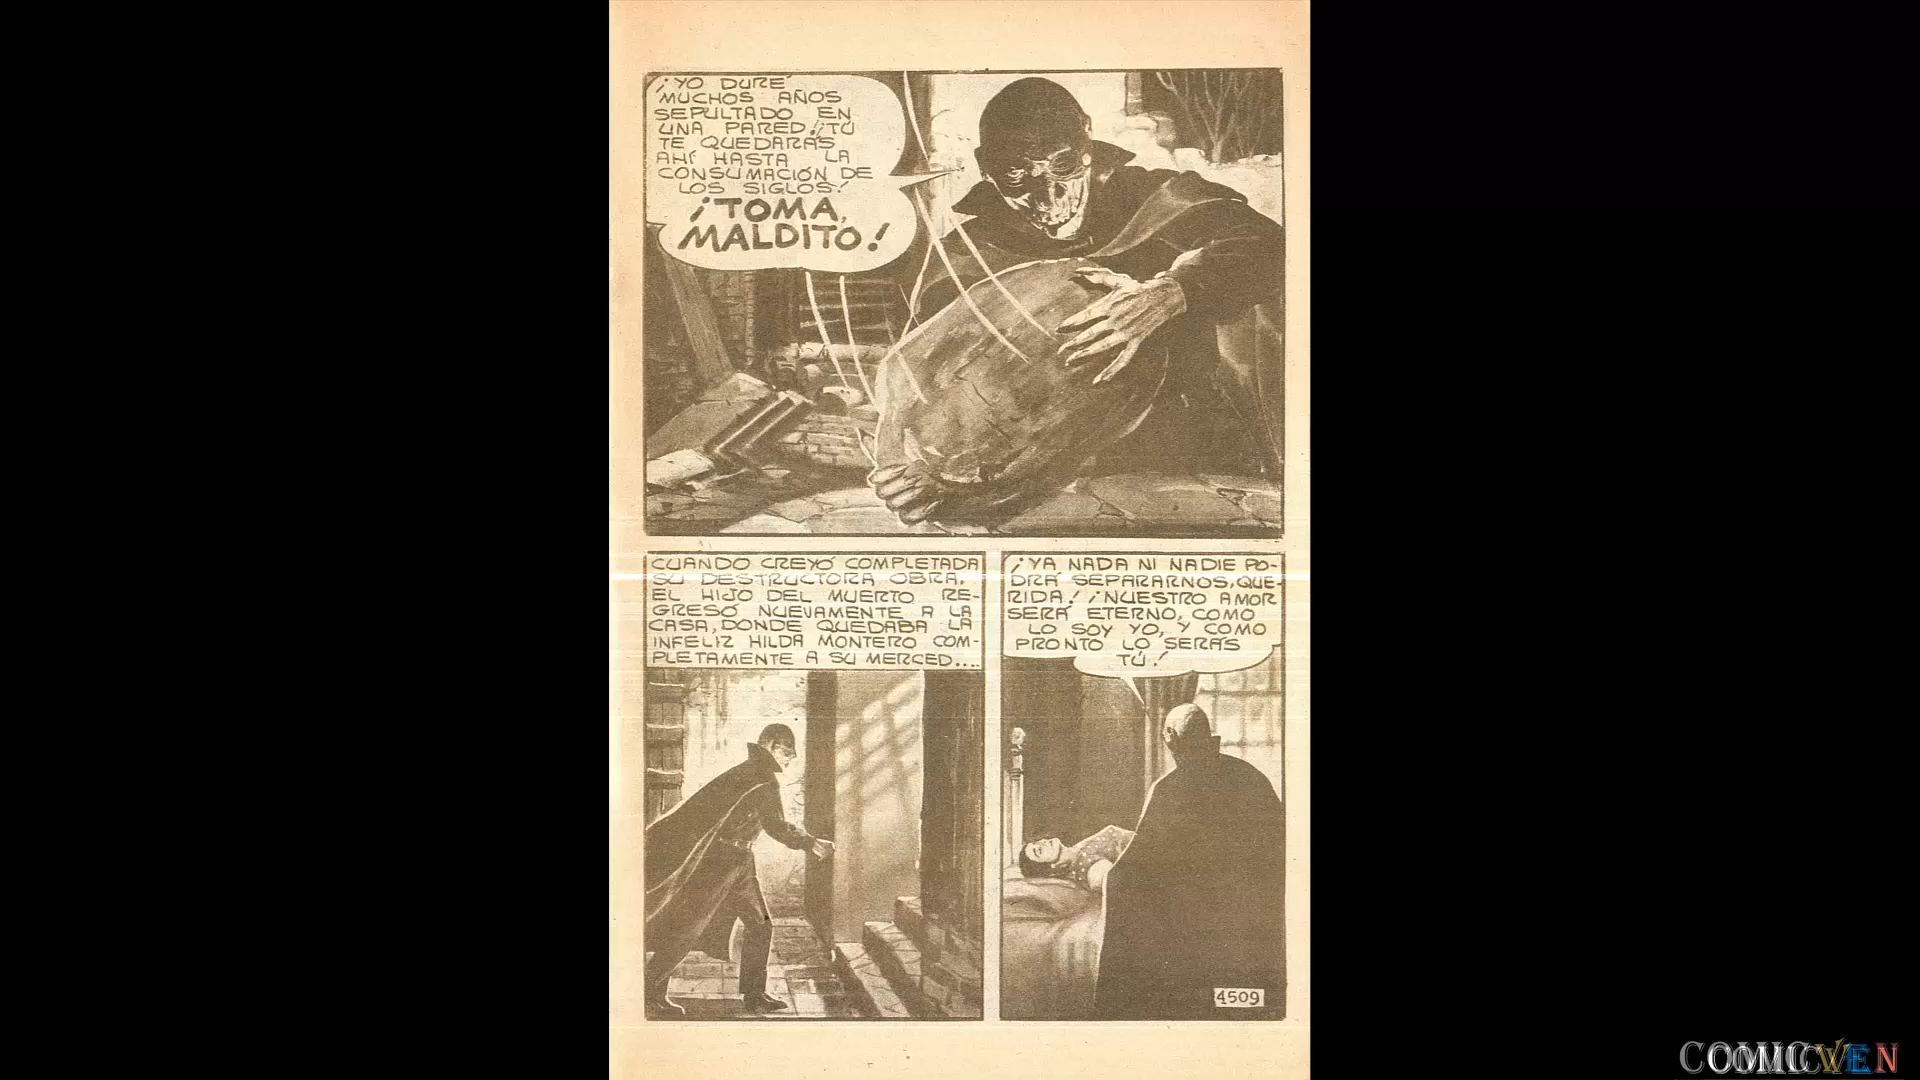 ¡YO DURÉ
MUCHOS AÑOS
SEPULTADO EN
UNA PARED! ¡TÚ
TE QUEDARÁS
AHÍ HASTA LA
CONSUMACIÓN DE
LOS SIGLOS!
¡TOMA,
MALDITO!
CUANDO CREYÓ COMPLETADA
SU DESTRUCTORA OBRA,
EL HIJO DEL MUERTO RE-
GRESÓ NUEVAMENTE A LA
CASA, DONDE QUEDABA LA
INFELIZ HILDA MONTERO COM-
PLETAMENTE A SU MERCED....
¡YA NADA NI NADIE PO-
DRÁ SEPARARNOS, QUE-
RIDA! ¡NUESTRO AMOR
SERÁ ETERNO, COMO
LO SOY YO, Y COMO
PRONTO LO SERÁS
TÚ!
4509
COMICVEN